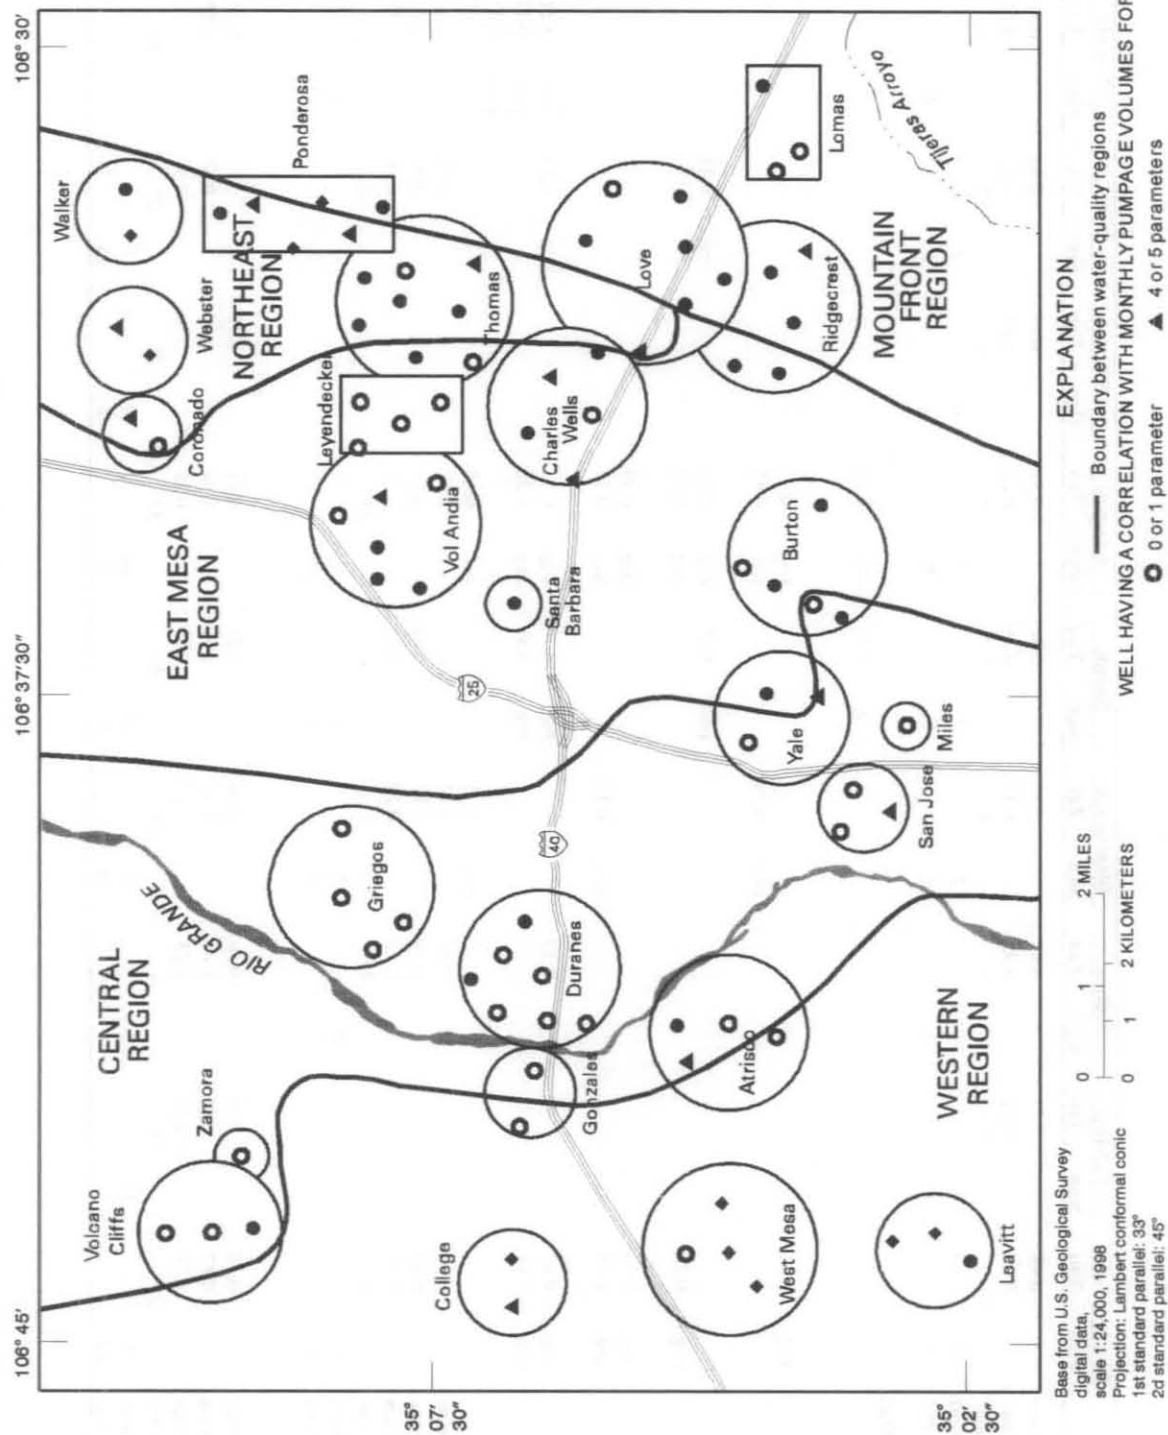 106° 45'
106° 37'30"
106° 30'
35°
07'
30"
35°
02'
30"
Walker
Webster
Coronado
NORTHEAST
REGION
Ponderosa
Thomas
Leyendecker
Love
Lomas
Tijeras Arroyo
Ridgecrest
MOUNTAIN
FRONT
REGION
EAST MESA
REGION
Vol Andia
Charles
Wells
Santa
Barbara
25
40
Burton
Yale
Miles
San Jose
CENTRAL
REGION
RIO GRANDE
Griegos
Duranes
Gonzales
Atrisco
WESTERN
REGION
Zamora
Volcano
Cliffs
College
West Mesa
Leavitt
Base from U.S. Geological Survey
digital data,
scale 1:24,000, 1998
Projection: Lambert conformal conic
1st standard parallel: 33°
2d standard parallel: 45°
0 1 2 MILES
0 1 2 KILOMETERS
EXPLANATION
Boundary between water-quality regions
WELL HAVING A CORRELATION WITH MONTHLY PUMPAGE VOLUMES FOR
0 or 1 parameter
4 or 5 parameters